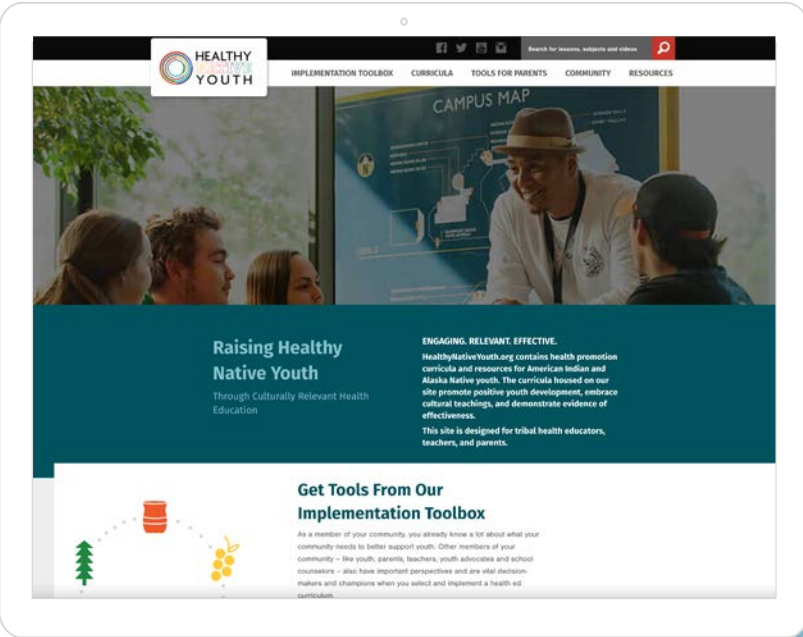 Search for lessons, subjects and videos
HEALTHY
NATIVE
YOUTH
IMPLEMENTATION TOOLBOX CURRICULA TOOLS FOR PARENTS COMMUNITY RESOURCES
CAMPUS MAP
Raising Healthy
Native Youth
Through Culturally Relevant Health
Education
ENGAGING. RELEVANT. EFFECTIVE.
HealthyNativeYouth.org contains health promotion
curricula and resources for American Indian and
Alaska Native youth. The curricula housed on our
site promote positive youth development, embrace
cultural teachings, and demonstrate evidence of
effectiveness.
This site is designed for tribal health educators,
teachers, and parents.
Get Tools From Our
Implementation Toolbox
As a member of your community, you already know a lot about what your
community needs to better support youth. Other members of your
community – like youth, parents, teachers, youth advocates and school
counselors – also have important perspectives and are vital decision-
makers and champions when you select and implement a health ed
curriculum.